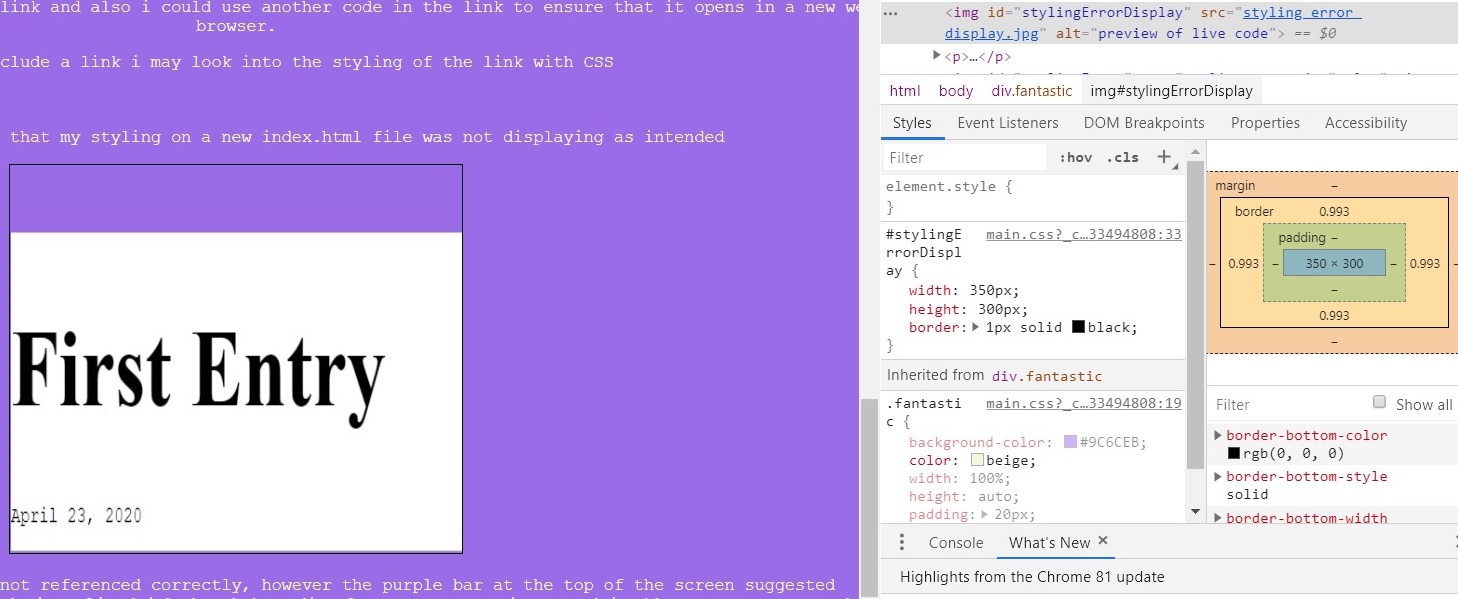 link and also i could use another code in the link to ensure that it opens in a new we
browser.
clude a link i may look into the styling of the link with CSS
that my styling on a new index.html file was not displaying as intended
First Entry
April 23, 2020
not referenced correctly, however the purple bar at the top of the screen suggested
… <img id="stylingErrorDisplay" src="styling error
display.jpg" alt="preview of live code"> == $0
▶<p>…</p>
html body div.fantastic img#stylingErrorDisplay
Styles Event Listeners DOM Breakpoints Properties Accessibility
Filter :hov .cls +
element.style {
}
#stylingE main.css?_c…33494808:33
rrorDispl
ay {
width: 350px;
height: 300px;
border:▶ 1px solid black;
}
Inherited from div.fantastic
.fantasti main.css?_c…33494808:19
c {
background-color: #9C6CEB;
color: beige;
width: 100%;
height: auto;
padding:▶ 20px;
margin –
border 0.993
padding –
– 0.993 – 350 × 300 – 0.993 –
–
0.993
–
Filter Show all
▶ border-bottom-color
rgb(0, 0, 0)
▶ border-bottom-style
solid
▶ border-bottom-width
⋮ Console What's New ×
Highlights from the Chrome 81 update